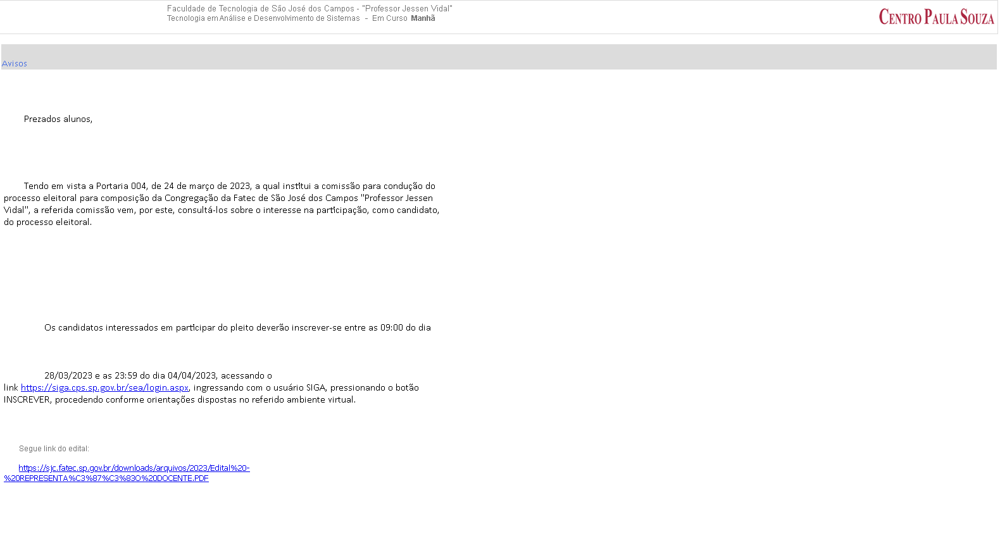 Faculdade de Tecnologia de São José dos Campos - "Professor Jessen Vidal"
Tecnologia em Análise e Desenvolvimento de Sistemas - Em Curso Manhã
CENTRO PAULA SOUZA
Avisos
Prezados alunos,
Tendo em vista a Portaria 004, de 24 de março de 2023, a qual institui a comissão para condução do
processo eleitoral para composição da Congregação da Fatec de São José dos Campos "Professor Jessen
Vidal", a referida comissão vem, por este, consultá-los sobre o interesse na participação, como candidato,
do processo eleitoral.
Os candidatos interessados em participar do pleito deverão inscrever-se entre as 09:00 do dia
28/03/2023 e as 23:59 do dia 04/04/2023, acessando o
link https://siga.cps.sp.gov.br/sea/login.aspx, ingressando com o usuário SIGA, pressionando o botão
INSCREVER, procedendo conforme orientações dispostas no referido ambiente virtual.
Segue link do edital:
https://sjc.fatec.sp.gov.br/downloads/arquivos/2023/Edital%20-
%20REPRESENTA%C3%87%C3%83O%20DOCENTE.PDF